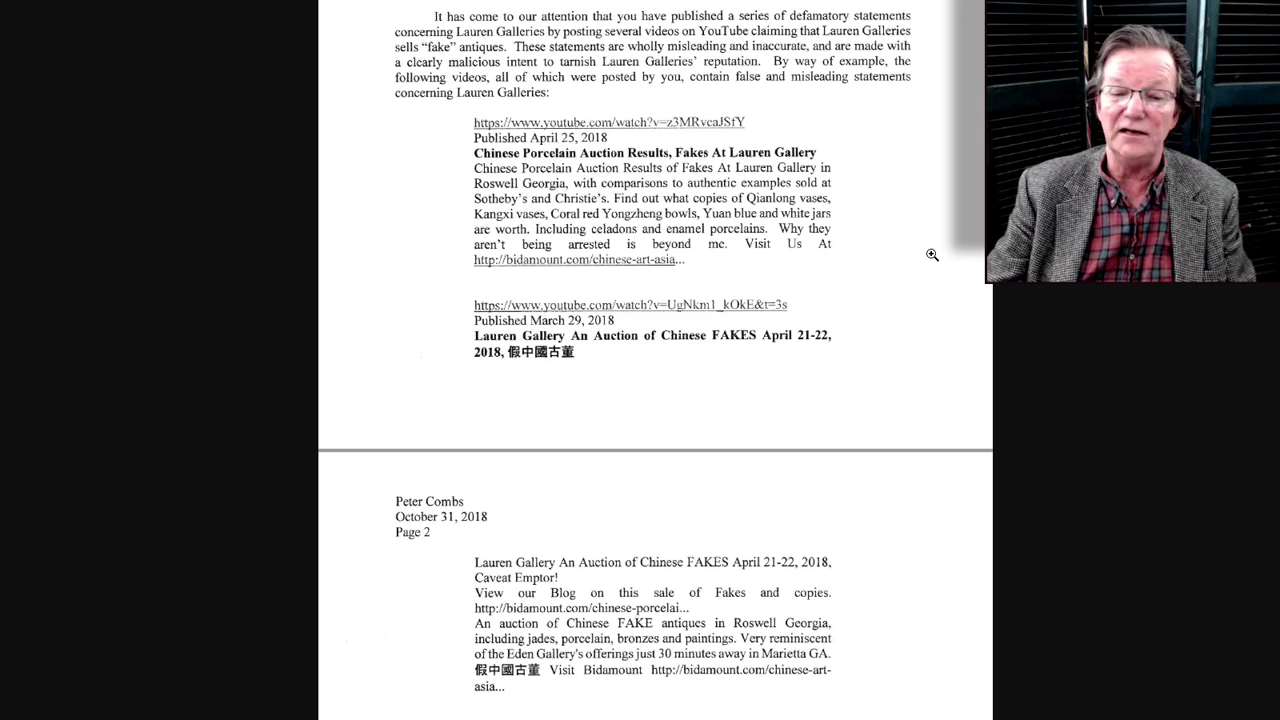 It has come to our attention that you have published a series of defamatory statements
concerning Lauren Galleries by posting several videos on YouTube claiming that Lauren Galleries
sells “fake” antiques. These statements are wholly misleading and inaccurate, and are made with
a clearly malicious intent to tarnish Lauren Galleries’ reputation. By way of example, the
following videos, all of which were posted by you, contain false and misleading statements
concerning Lauren Galleries:
https://www.youtube.com/watch?v=z3MRvcaJSfY
Published April 25, 2018
Chinese Porcelain Auction Results, Fakes At Lauren Gallery
Chinese Porcelain Auction Results of Fakes At Lauren Gallery in
Roswell Georgia, with comparisons to authentic examples sold at
Sotheby's and Christie's. Find out what copies of Qianlong vases,
Kangxi vases, Coral red Yongzheng bowls, Yuan blue and white jars
are worth. Including celadons and enamel porcelains. Why they
aren't being arrested is beyond me. Visit Us At
http://bidamount.com/chinese-art-asia...
https://www.youtube.com/watch?v=UgNkm1_kOkE&t=3s
Published March 29, 2018
Lauren Gallery An Auction of Chinese FAKES April 21-22,
2018, 假中國古董
Peter Combs
October 31, 2018
Page 2
Lauren Gallery An Auction of Chinese FAKES April 21-22, 2018,
Caveat Emptor!
View our Blog on this sale of Fakes and copies.
http://bidamount.com/chinese-porcelai...
An auction of Chinese FAKE antiques in Roswell Georgia,
including jades, porcelain, bronzes and paintings. Very reminiscent
of the Eden Gallery's offerings just 30 minutes away in Marietta GA.
假中國古董 Visit Bidamount http://bidamount.com/chinese-art-
asia...